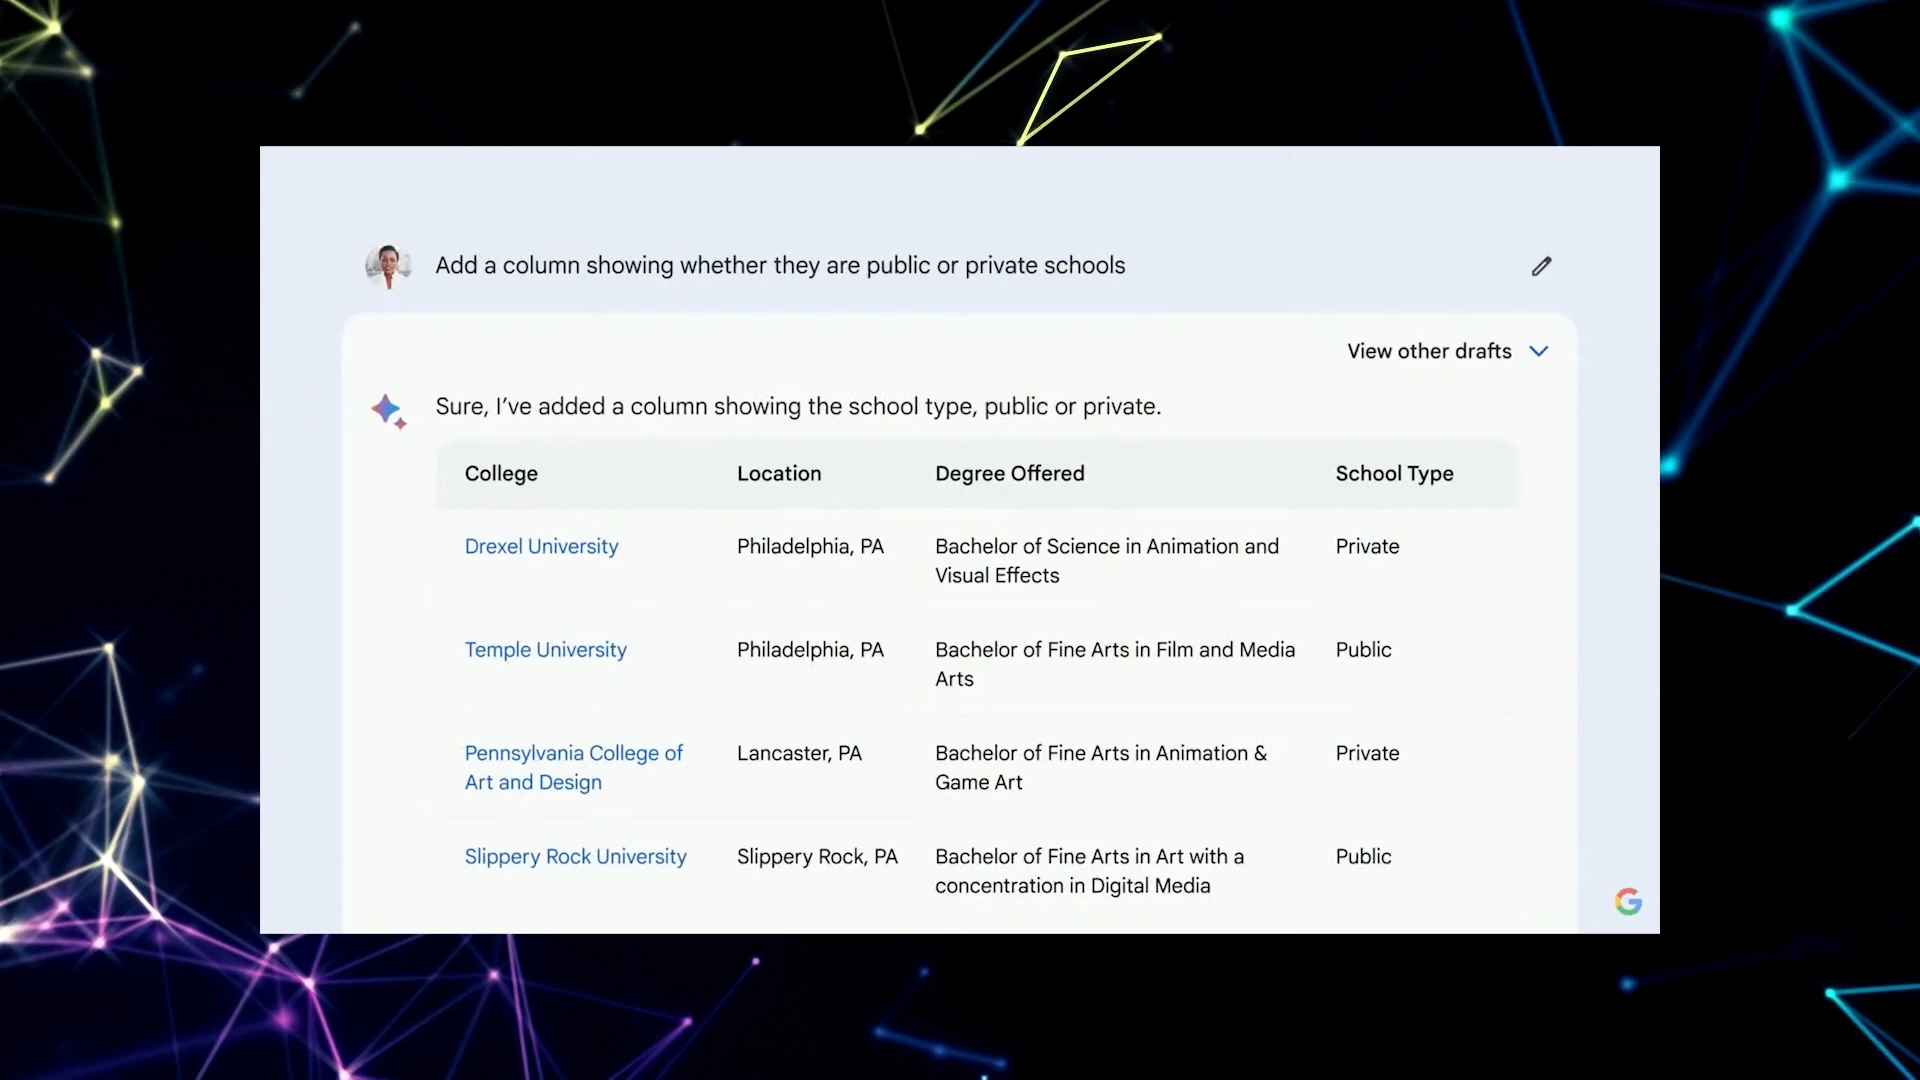 Add a column showing whether they are public or private schools
View other drafts
Sure, I’ve added a column showing the school type, public or private.
College Location Degree Offered School Type
Drexel University Philadelphia, PA Bachelor of Science in Animation and Private
Visual Effects
Temple University Philadelphia, PA Bachelor of Fine Arts in Film and Media Public
Arts
Pennsylvania College of Lancaster, PA Bachelor of Fine Arts in Animation & Private
Art and Design Game Art
Slippery Rock University Slippery Rock, PA Bachelor of Fine Arts in Art with a Public
concentration in Digital Media
G